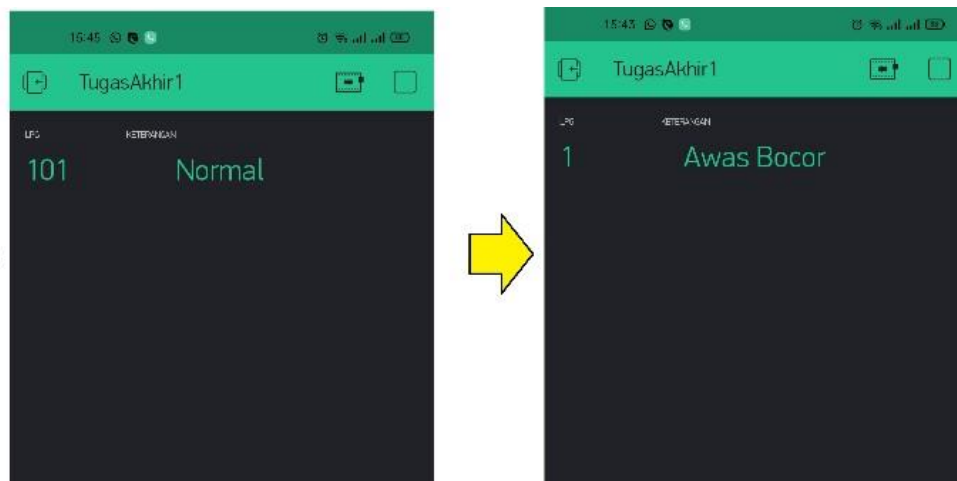 15:45
TugasAkhir1
LPG KETERANGAN
101 Normal
15:43
TugasAkhir1
LPG KETERANGAN
1 Awas Bocor